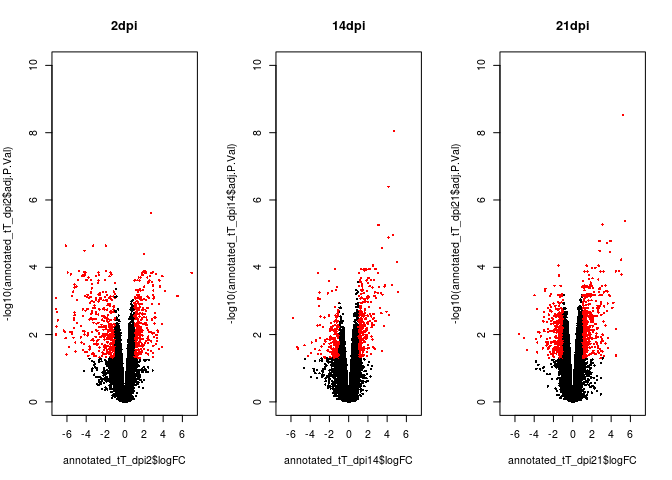 2dpi
14dpi
21dpi
-log10(annotated_tT_dpi2$adj.P.Val)
10
8
6
4
2
0
-6 -4 -2 0 2 4 6
annotated_tT_dpi2$logFC
-log10(annotated_tT_dpi14$adj.P.Val)
10
8
6
4
2
0
-6 -4 -2 0 2 4 6
annotated_tT_dpi14$logFC
-log10(annotated_tT_dpi21$adj.P.Val)
10
8
6
4
2
0
-6 -4 -2 0 2 4 6
annotated_tT_dpi21$logFC